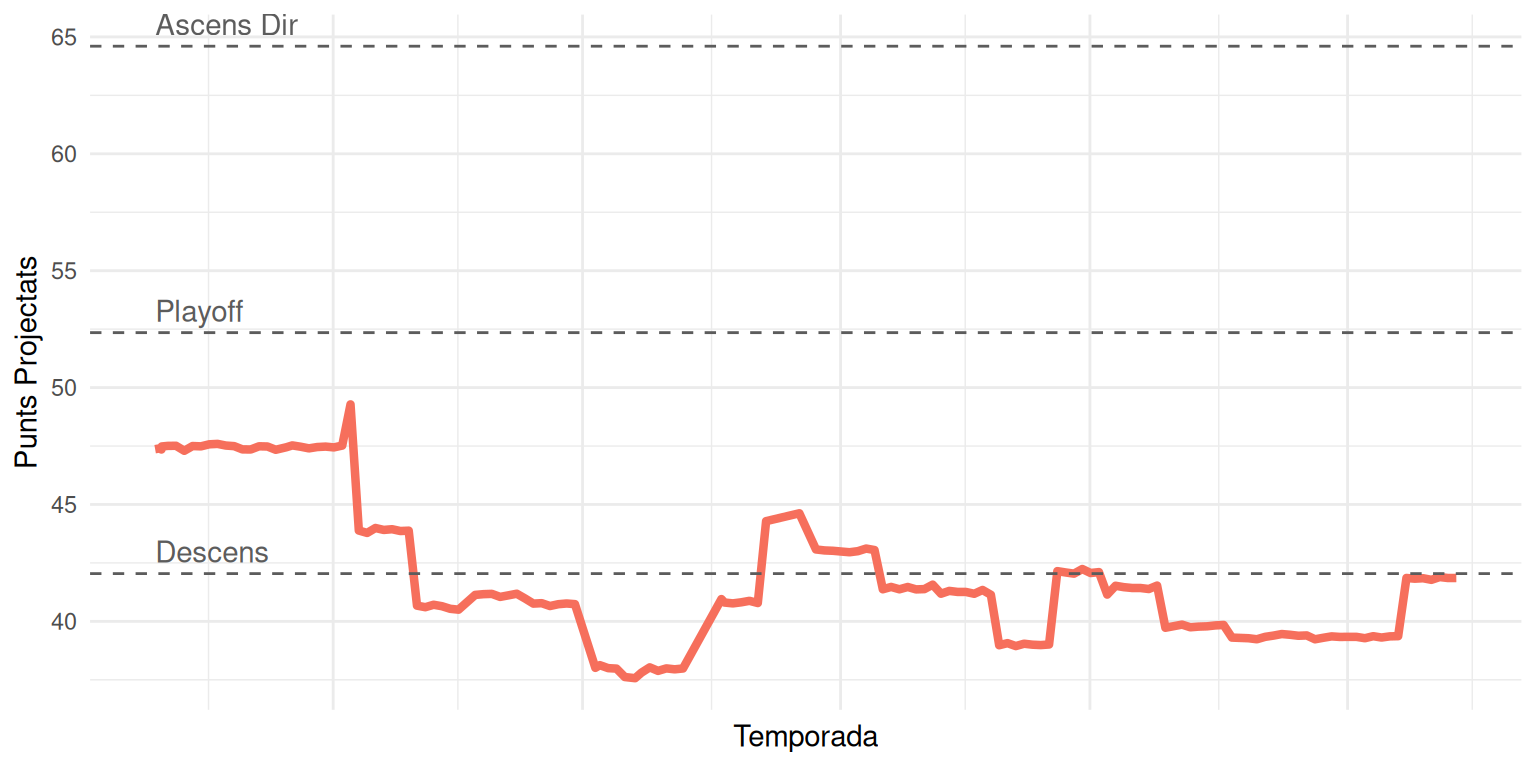 Ascens Dir
65
60
55
Playoff
50
45
Descens
40
Punts Projectats
Temporada